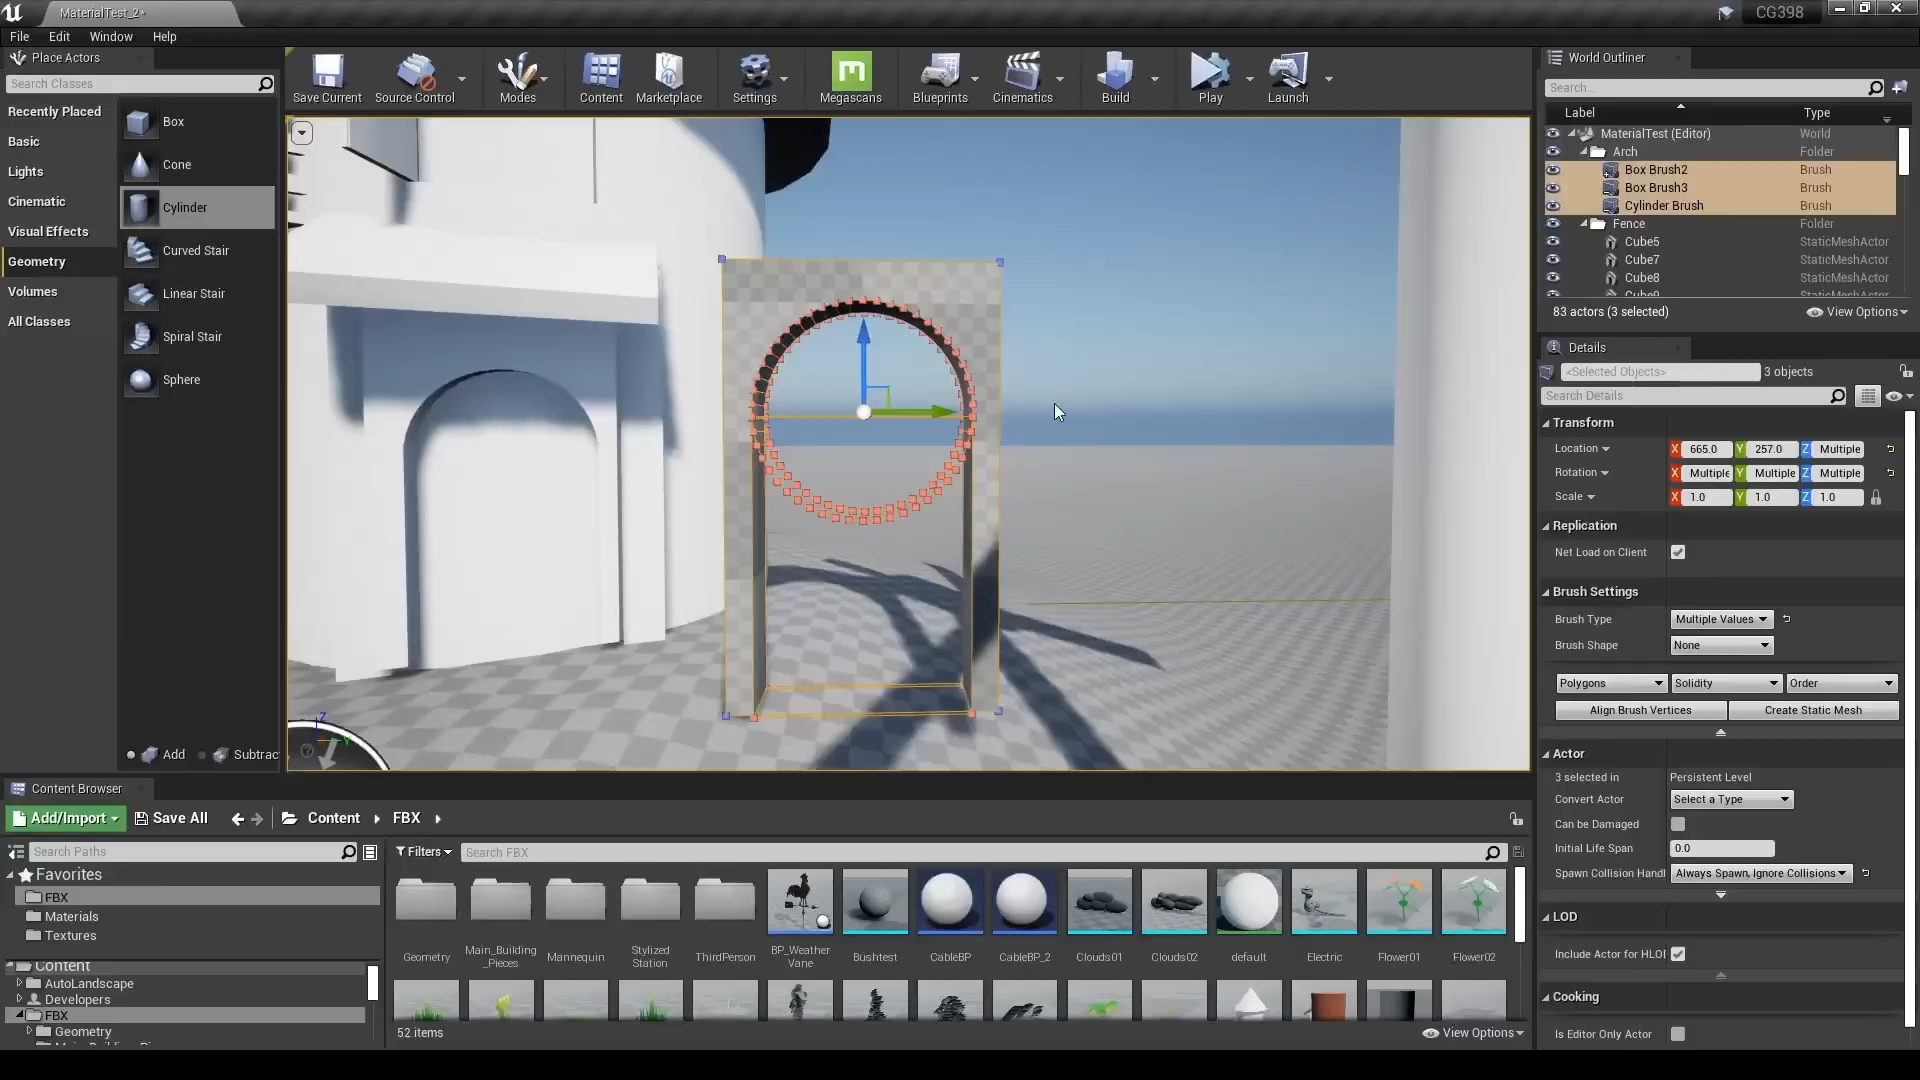 MaterialTest_2*
CG398
File Edit Window Help
Place Actors
Search Classes
Recently Placed
Basic
Lights
Cinematic
Visual Effects
Geometry
Volumes
All Classes
Box
Cone
Cylinder
Curved Stair
Linear Stair
Spiral Stair
Sphere
Add Subtrac
Save Current Source Control Modes Content Marketplace Settings Megascans Blueprints Cinematics Build Play Launch
World Outliner
Search...
Label Type
MaterialTest (Editor) World
Arch Folder
Box Brush2 Brush
Box Brush3 Brush
Cylinder Brush Brush
Fence Folder
Cube5 StaticMeshActor
Cube7 StaticMeshActor
Cube8 StaticMeshActor
83 actors (3 selected) View Options
Details
<Selected Objects> 3 objects
Search Details
Transform
Location X 665.0 Y 257.0 Z Multiple
Rotation X Multiple Y Multiple Z Multiple
Scale X 1.0 Y 1.0 Z 1.0
Replication
Net Load on Client
Brush Settings
Brush Type Multiple Values
Brush Shape None
Polygons Solidity Order
Align Brush Vertices Create Static Mesh
Actor
3 selected in Persistent Level
Convert Actor Select a Type
Can be Damaged
Initial Life Span 0.0
Spawn Collision Handl Always Spawn, Ignore Collisions
LOD
Include Actor for HLOI
Cooking
Is Editor Only Actor
Content Browser
Add/Import Save All Content FBX
Search Paths
Filters Search FBX
Favorites
FBX
Materials
Textures
Content
AutoLandscape
Developers
FBX
Geometry
Geometry
Main_Building
_Pieces
Mannequin
Stylized
Station
ThirdPerson
BP_Weather
Vane
Bushtest
CableBP
CableBP_2
Clouds01
Clouds02
default
Electric
Flower01
Flower02
52 items View Options